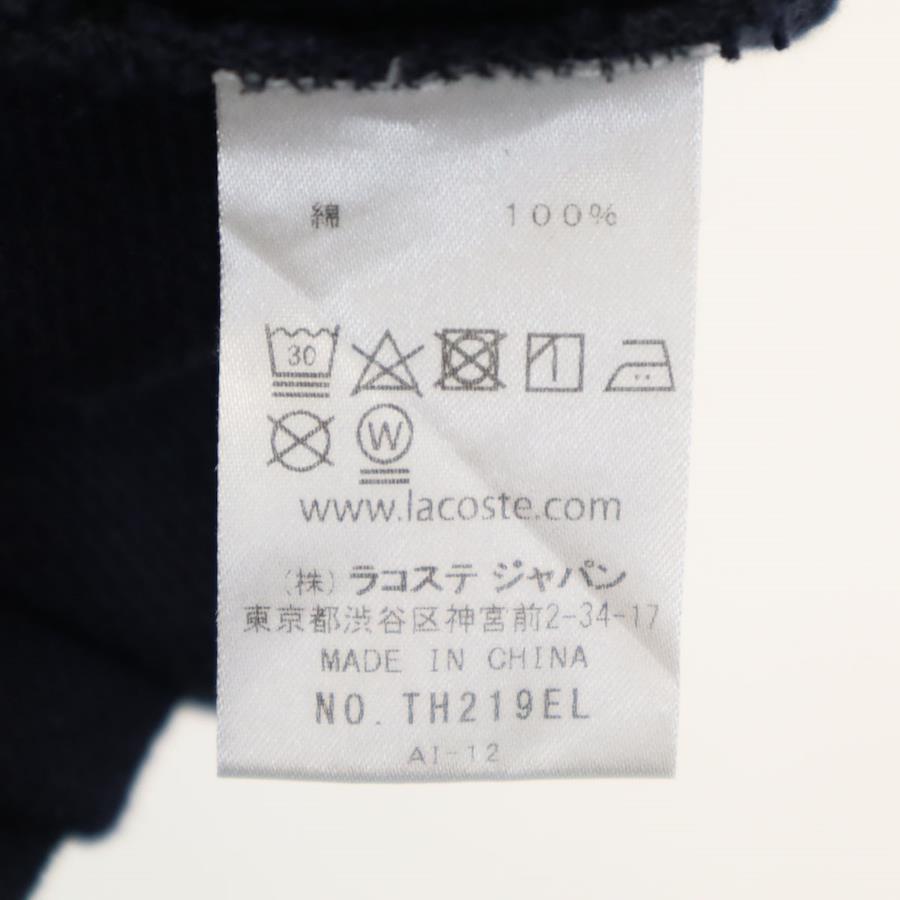 綿 100%
30
W
www.lacoste.com
(株) ラコステ ジャパン
東京都渋谷区神宮前2-34-17
MADE IN CHINA
NO. TH219EL
AI-12